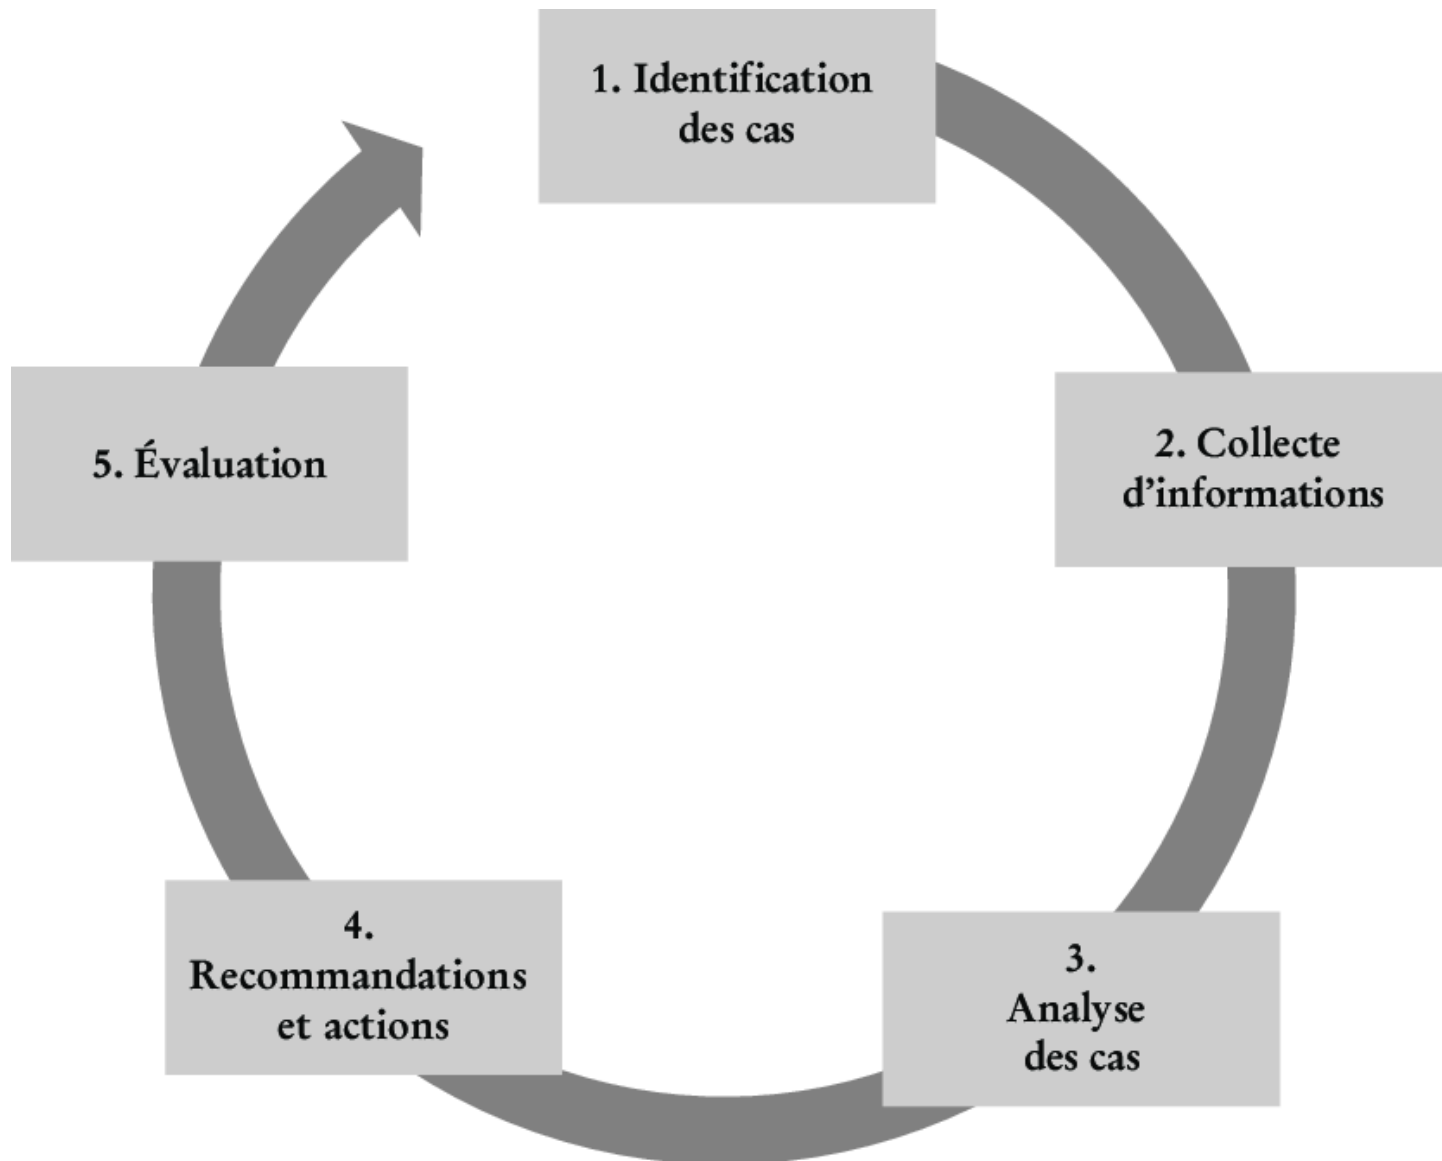 1. Identification
des cas
2. Collecte
d’informations
3.
Analyse
des cas
4.
Recommandations
et actions
5. Évaluation